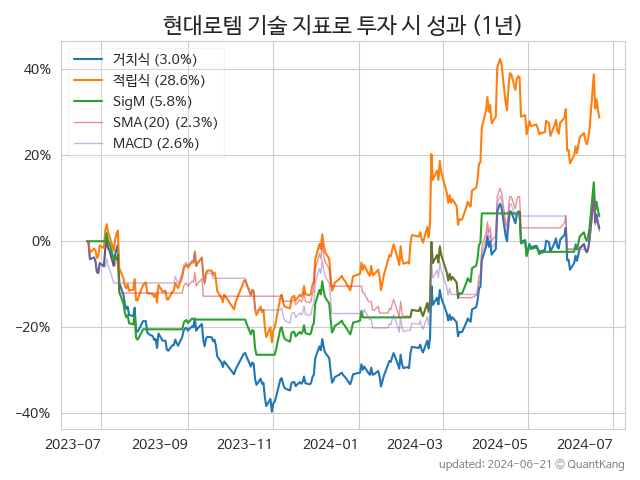 현대로템 기술 지표로 투자 시 성과 (1년)
거치식 (3.0%)
적립식 (28.6%)
SigM (5.8%)
SMA(20) (2.3%)
MACD (2.6%)
40%
20%
0%
−20%
−40%
2023-07 2023-09 2023-11 2024-01 2024-03 2024-05 2024-07
updated: 2024-06-21 © QuantKang